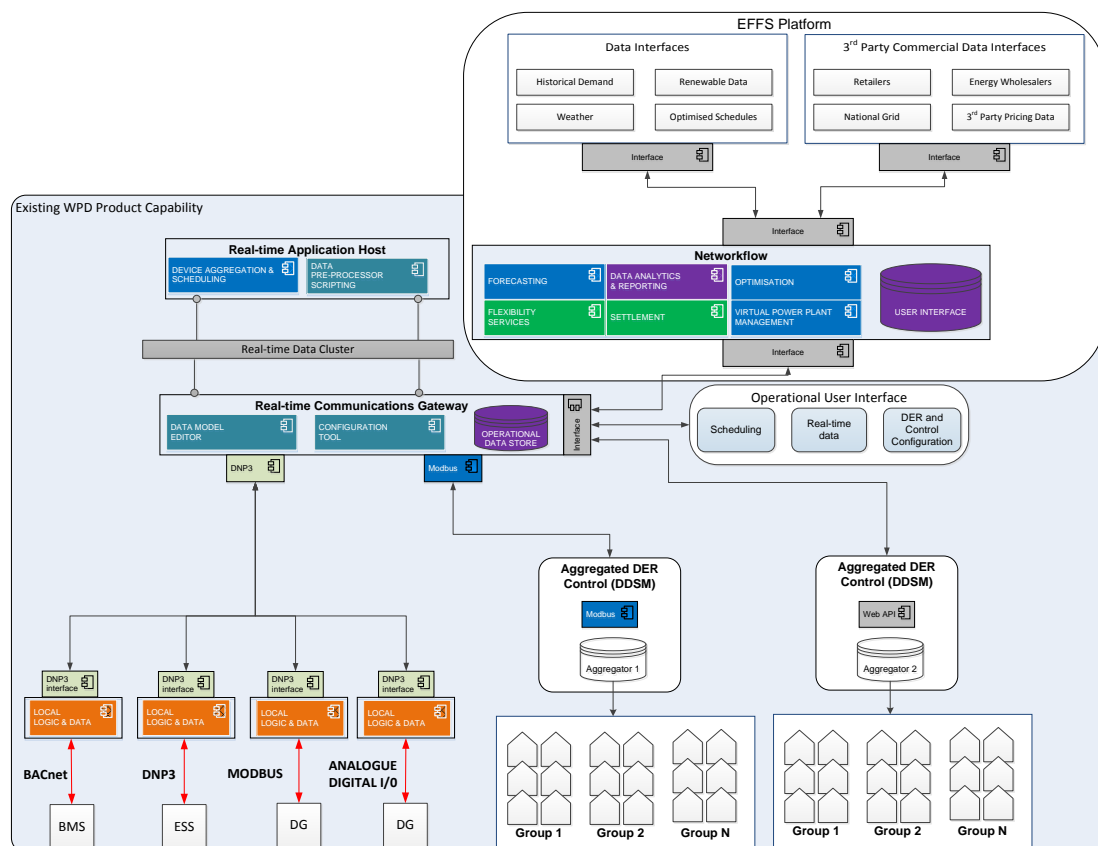 EFFS Platform
Data Interfaces
3rd Party Commercial Data Interfaces
Historical Demand
Renewable Data
Retailers
Energy Wholesalers
Weather
Optimised Schedules
National Grid
3rd Party Pricing Data
Interface
Interface
Existing WPD Product Capability
Interface
Real-time Application Host
DEVICE AGGREGATION &
SCHEDULING
DATA
PRE-PROCESSOR
SCRIPTING
Networkflow
FORECASTING
DATA ANALYTICS
& REPORTING
OPTIMISATION
FLEXIBILITY
SERVICES
SETTLEMENT
VIRTUAL POWER PLANT
MANAGEMENT
USER INTERFACE
Real-time Data Cluster
Interface
Real-time Communications Gateway
DATA MODEL
EDITOR
CONFIGURATION
TOOL
OPERATIONAL
DATA STORE
Interface
Operational User Interface
Scheduling
Real-time
data
DER and
Control
Configuration
DNP3
Modbus
Aggregated DER
Control (DDSM)
Modbus
Aggregator 1
Aggregated DER
Control (DDSM)
Web API
Aggregator 2
DNP3
interface
DNP3
interface
DNP3
interface
DNP3
interface
LOCAL
LOGIC & DATA
LOCAL
LOGIC & DATA
LOCAL
LOGIC & DATA
LOCAL
LOGIC & DATA
BACnet
DNP3
MODBUS
ANALOGUE
DIGITAL I/0
BMS
ESS
DG
DG
Group 1
Group 2
Group N
Group 1
Group 2
Group N